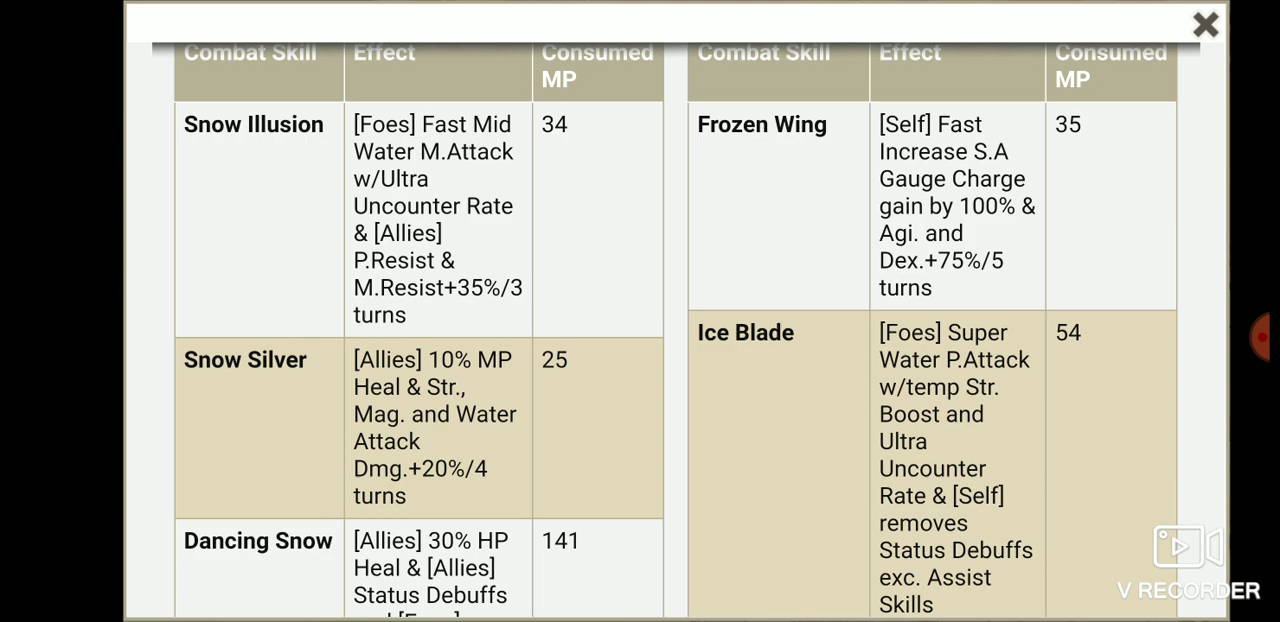 Combat Skill Effect Consumed MP
Snow Illusion
[Foes] Fast Mid
Water M.Attack
w/Ultra
Uncounter Rate
& [Allies]
P.Resist &
M.Resist+35%/3
turns
34
Snow Silver
[Allies] 10% MP
Heal & Str.,
Mag. and Water
Attack
Dmg.+20%/4
turns
25
Dancing Snow
[Allies] 30% HP
Heal & [Allies]
Status Debuffs
141
Combat Skill Effect Consumed MP
Frozen Wing
[Self] Fast
Increase S.A
Gauge Charge
gain by 100% &
Agi. and
Dex.+75%/5
turns
35
Ice Blade
[Foes] Super
Water P.Attack
w/temp Str.
Boost and
Ultra
Uncounter
Rate & [Self]
removes
Status Debuffs
exc. Assist
Skills
54
V RECORDER